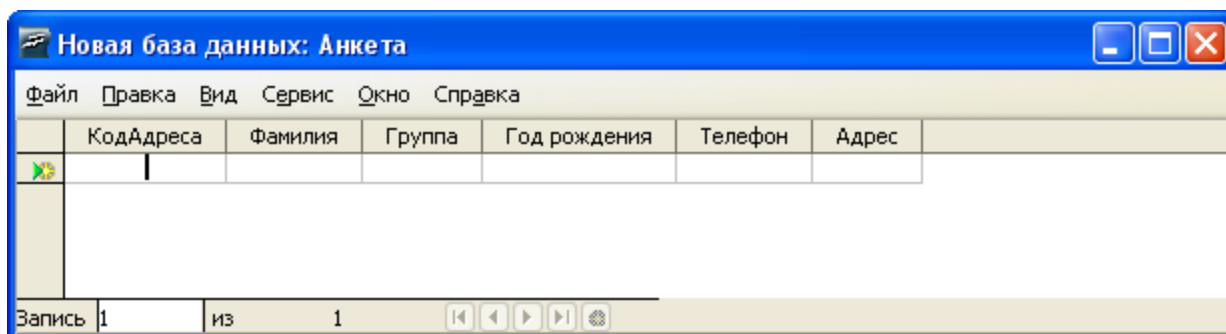 Новая база данных: Анкета
Файл Правка Вид Сервис Окно Справка
КодАдреса Фамилия Группа Год рождения Телефон Адрес
Запись 1 из 1